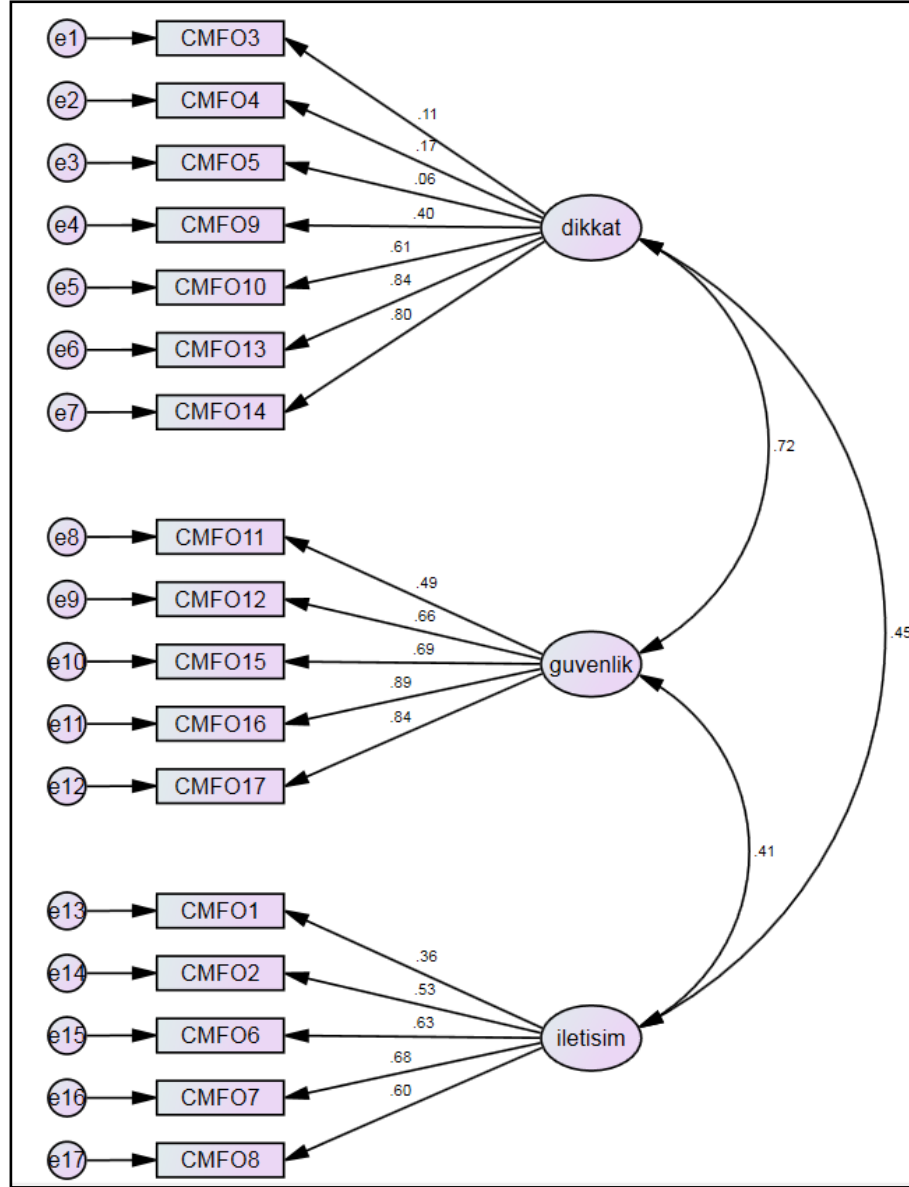 e1 CMFO3
e2 CMFO4
e3 CMFO5
e4 CMFO9
e5 CMFO10
e6 CMFO13
e7 CMFO14
.11
.17
.06
.40
.61
.84
.80
dikkat
.72
.45
e8 CMFO11
e9 CMFO12
e10 CMFO15
e11 CMFO16
e12 CMFO17
.49
.66
.69
.89
.84
guvenlik
.41
e13 CMFO1
e14 CMFO2
e15 CMFO6
e16 CMFO7
e17 CMFO8
.36
.53
.63
.68
.60
iletisim